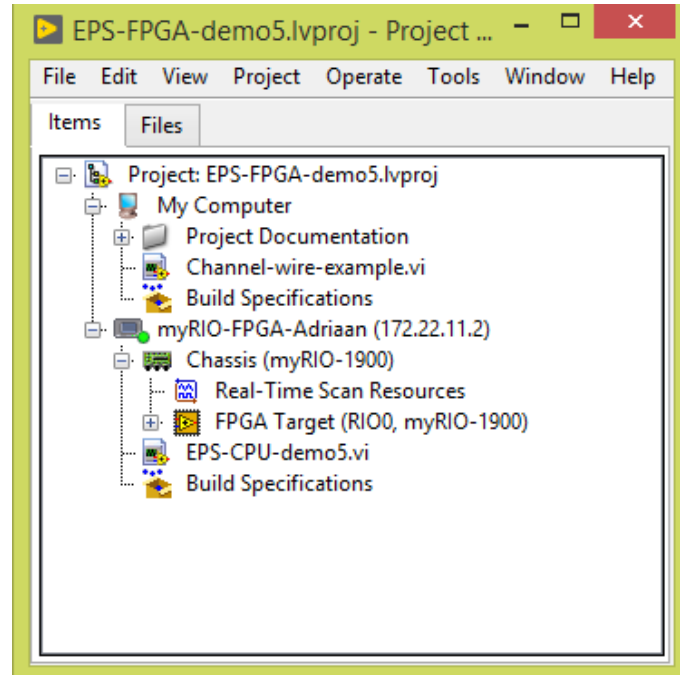 EPS-FPGA-demo5.lvproj - Project ...
File Edit View Project Operate Tools Window Help
Items Files
Project: EPS-FPGA-demo5.lvproj
My Computer
Project Documentation
Channel-wire-example.vi
Build Specifications
myRIO-FPGA-Adriaan (172.22.11.2)
Chassis (myRIO-1900)
Real-Time Scan Resources
FPGA Target (RIO0, myRIO-1900)
EPS-CPU-demo5.vi
Build Specifications